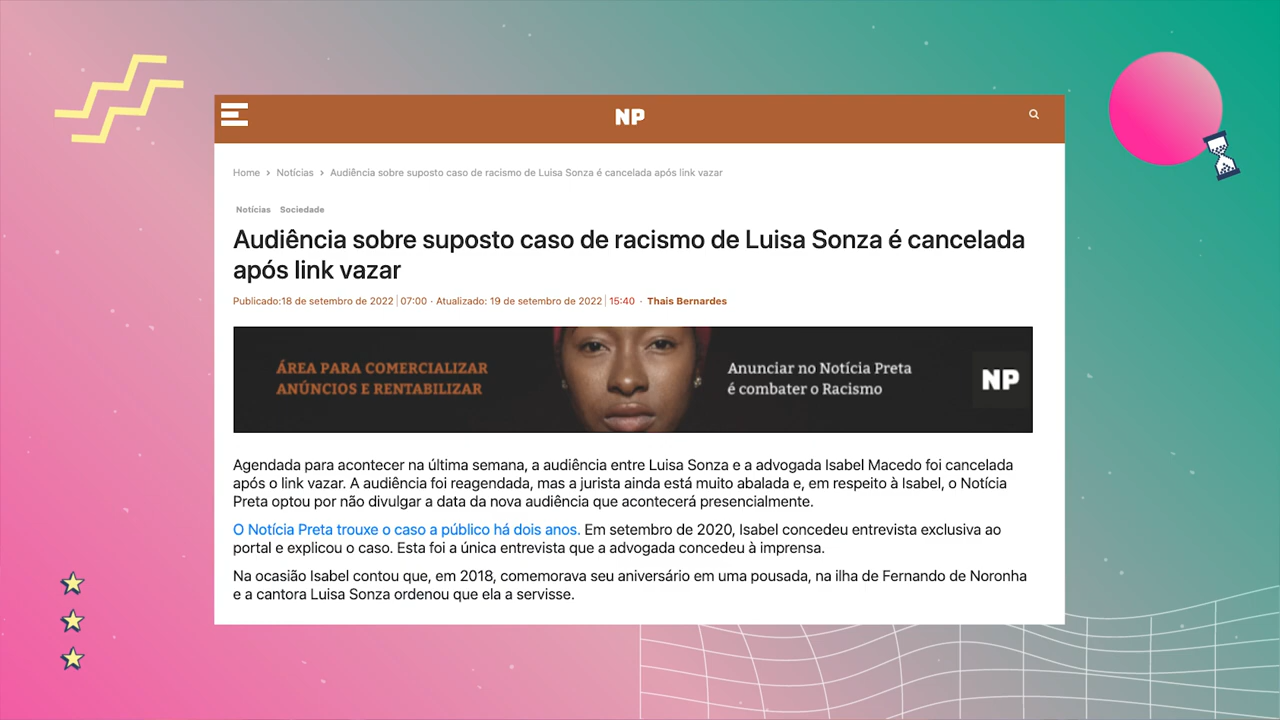 NP
Home › Notícias › Audiência sobre suposto caso de racismo de Luisa Sonza é cancelada após link vazar
Notícias Sociedade
Audiência sobre suposto caso de racismo de Luisa Sonza é cancelada
após link vazar
Publicado:18 de setembro de 2022 | 07:00 · Atualizado: 19 de setembro de 2022 | 15:40 · Thais Bernardes
ÁREA PARA COMERCIALIZAR
ANÚNCIOS E RENTABILIZAR
Anunciar no Notícia Preta
é combater o Racismo
NP
Agendada para acontecer na última semana, a audiência entre Luisa Sonza e a advogada Isabel Macedo foi cancelada
após o link vazar. A audiência foi reagendada, mas a jurista ainda está muito abalada e, em respeito à Isabel, o Notícia
Preta optou por não divulgar a data da nova audiência que acontecerá presencialmente.
O Notícia Preta trouxe o caso a público há dois anos. Em setembro de 2020, Isabel concedeu entrevista exclusiva ao
portal e explicou o caso. Esta foi a única entrevista que a advogada concedeu à imprensa.
Na ocasião Isabel contou que, em 2018, comemorava seu aniversário em uma pousada, na ilha de Fernando de Noronha
e a cantora Luisa Sonza ordenou que ela a servisse.